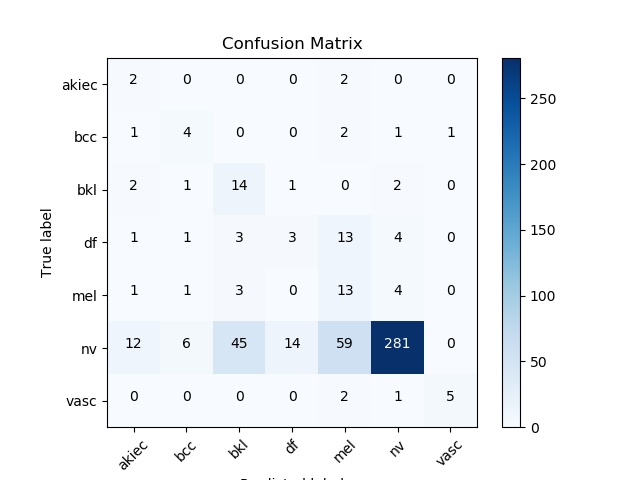 Confusion Matrix
akiec 2 0 0 0 2 0 0
bcc 1 4 0 0 2 1 1
bkl 2 1 14 1 0 2 0
df 1 1 3 3 13 4 0
mel 1 1 3 0 13 4 0
nv 12 6 45 14 59 281 0
vasc 0 0 0 0 2 1 5
akiec bcc bkl df mel nv vasc
True label
Predicted label
250
200
150
100
50
0